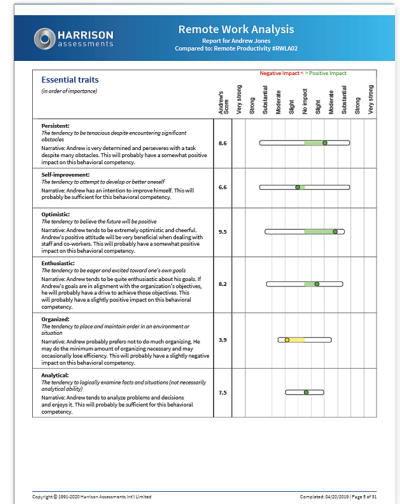 HARRISON
assessments
Remote Work Analysis
Report for Andrew Jones
Compared to: Remote Productivity #RWLA02
Essential traits
(in order of importance)
Negative Impact < > Positive Impact
Andrew's Score
Very strong
Strong
Substantial
Moderate
Slight
No impact
Slight
Moderate
Substantial
Strong
Very strong
Persistent:
The tendency to be tenacious despite encountering significant
obstacles
Narrative: Andrew is very determined and perseveres with a task
despite many obstacles. This will probably have a somewhat positive
impact on this behavioral competency.
8.6
Self-improvement:
The tendency to attempt to develop or better oneself
Narrative: Andrew has an intention to improve himself. This will
probably be sufficient for this behavioral competency.
6.6
Optimistic:
The tendency to believe the future will be positive
Narrative: Andrew tends to be extremely optimistic and cheerful.
Andrew's positive attitude will be very beneficial when dealing with
staff and co-workers. This will probably have a somewhat positive
impact on this behavioral competency.
9.5
Enthusiastic:
The tendency to be eager and excited toward one's own goals
Narrative: Andrew tends to be quite enthusiastic about his goals. If
Andrew's goals are in alignment with the organization's objectives,
he will probably have a drive to achieve those objectives. This
will probably have a slightly positive impact on this behavioral
competency.
8.2
Organized:
The tendency to place and maintain order in an environment or
situation
Narrative: Andrew probably prefers not to do much organizing. He
may do the minimum amount of organizing necessary and may
occasionally lose efficiency. This will probably have a slightly negative
impact on this behavioral competency.
3.9
Analytical:
The tendency to logically examine facts and situations (not necessarily
analytical ability)
Narrative: Andrew tends to analyze problems and decisions
and enjoys it. This will probably be sufficient for this behavioral
competency.
7.5
Copyright © 1991-2020 Harrison Assessments Int'l Limited
Completed: 04/20/2019 | Page 5 of 31